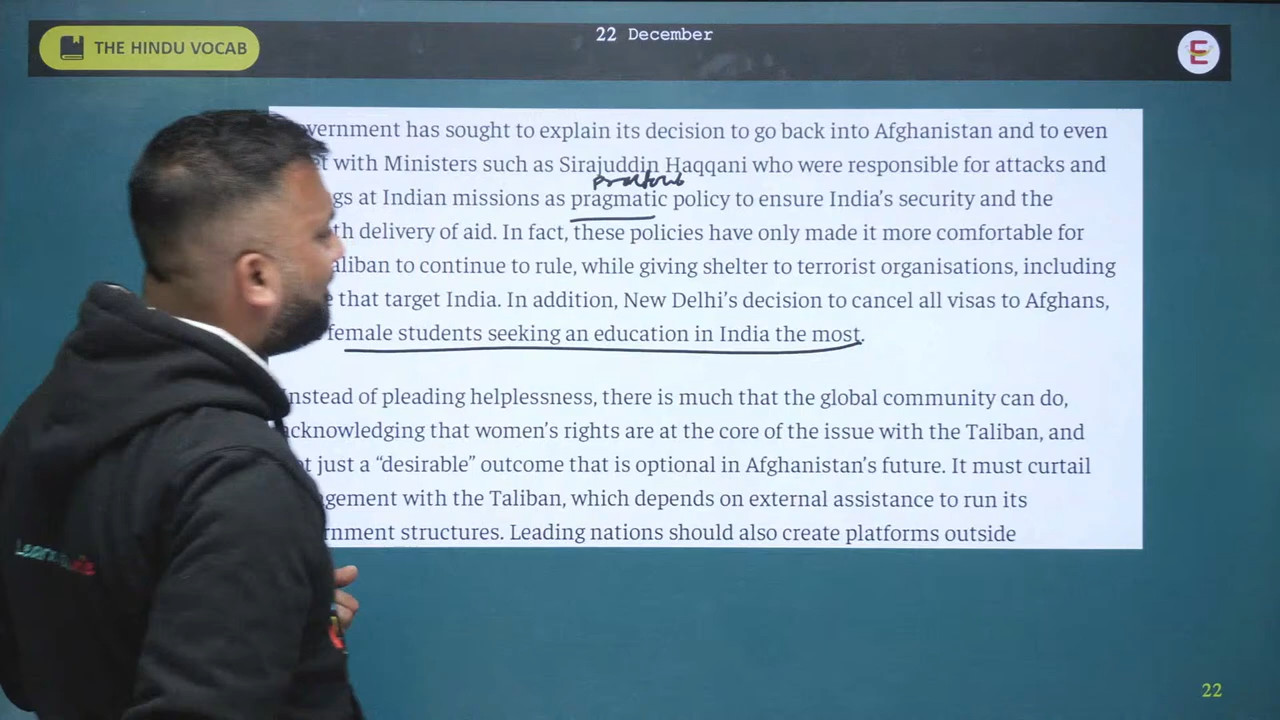 THE HINDU VOCAB
22 December
E
vernment has sought to explain its decision to go back into Afghanistan and to even
t with Ministers such as Sirajuddin Haqqani who were responsible for attacks and
gs at Indian missions as pragmatic policy to ensure India's security and the
th delivery of aid. In fact, these policies have only made it more comfortable for
aliban to continue to rule, while giving shelter to terrorist organisations, including
that target India. In addition, New Delhi's decision to cancel all visas to Afghans,
female students seeking an education in India the most.
Instead of pleading helplessness, there is much that the global community can do,
acknowledging that women's rights are at the core of the issue with the Taliban, and
t just a “desirable” outcome that is optional in Afghanistan's future. It must curtail
gement with the Taliban, which depends on external assistance to run its
rnment structures. Leading nations should also create platforms outside
22